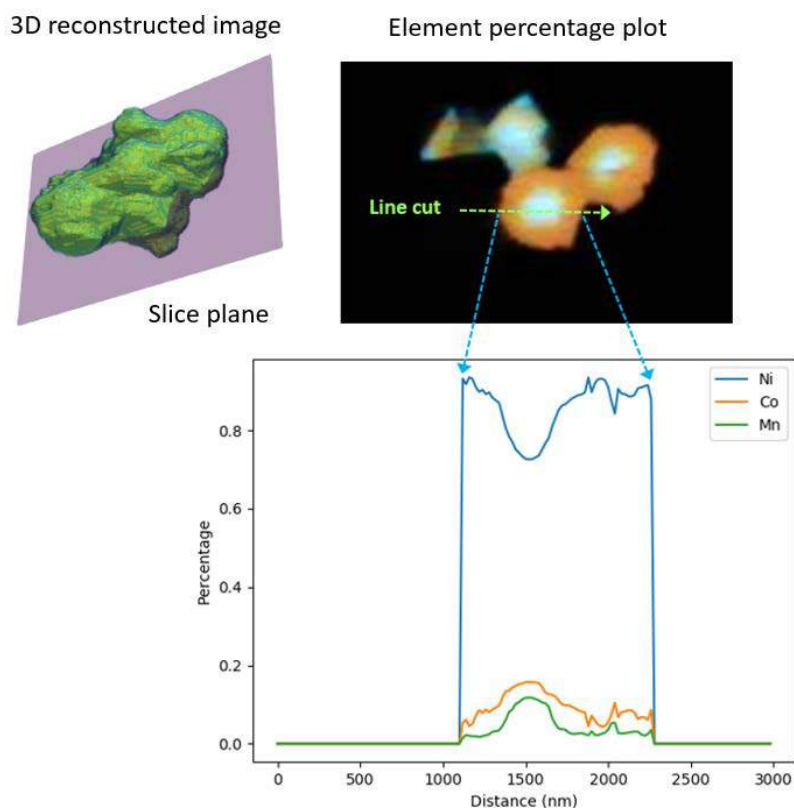 3D reconstructed image
Element percentage plot
Line cut
Slice plane
Ni
Co
Mn
0.8
0.6
0.4
0.2
0.0
Percentage
0 500 1000 1500 2000 2500 3000
Distance (nm)